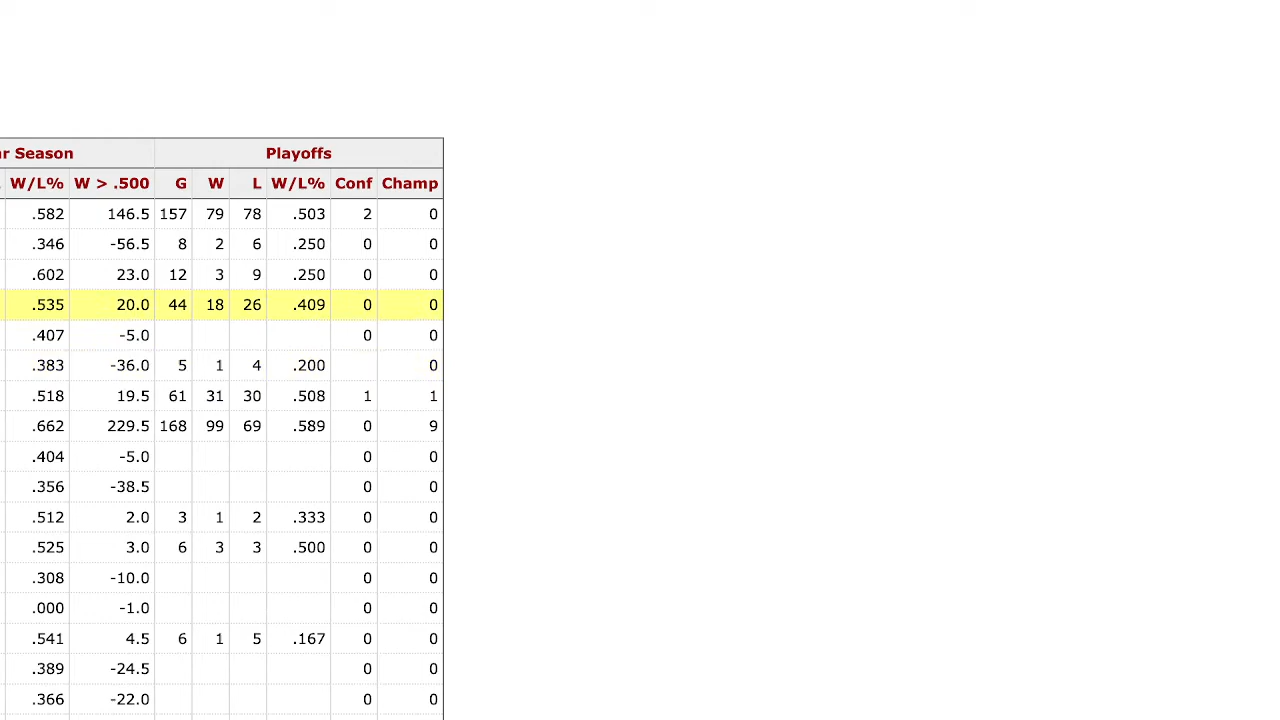 r Season Playoffs
W/L% W > .500 G W L W/L% Conf Champ
.582 146.5 157 79 78 .503 2 0
.346 -56.5 8 2 6 .250 0 0
.602 23.0 12 3 9 .250 0 0
.535 20.0 44 18 26 .409 0 0
.407 -5.0 0 0
.383 -36.0 5 1 4 .200 0
.518 19.5 61 31 30 .508 1 1
.662 229.5 168 99 69 .589 0 9
.404 -5.0 0 0
.356 -38.5 0 0
.512 2.0 3 1 2 .333 0 0
.525 3.0 6 3 3 .500 0 0
.308 -10.0 0 0
.000 -1.0 0 0
.541 4.5 6 1 5 .167 0 0
.389 -24.5 0 0
.366 -22.0 0 0